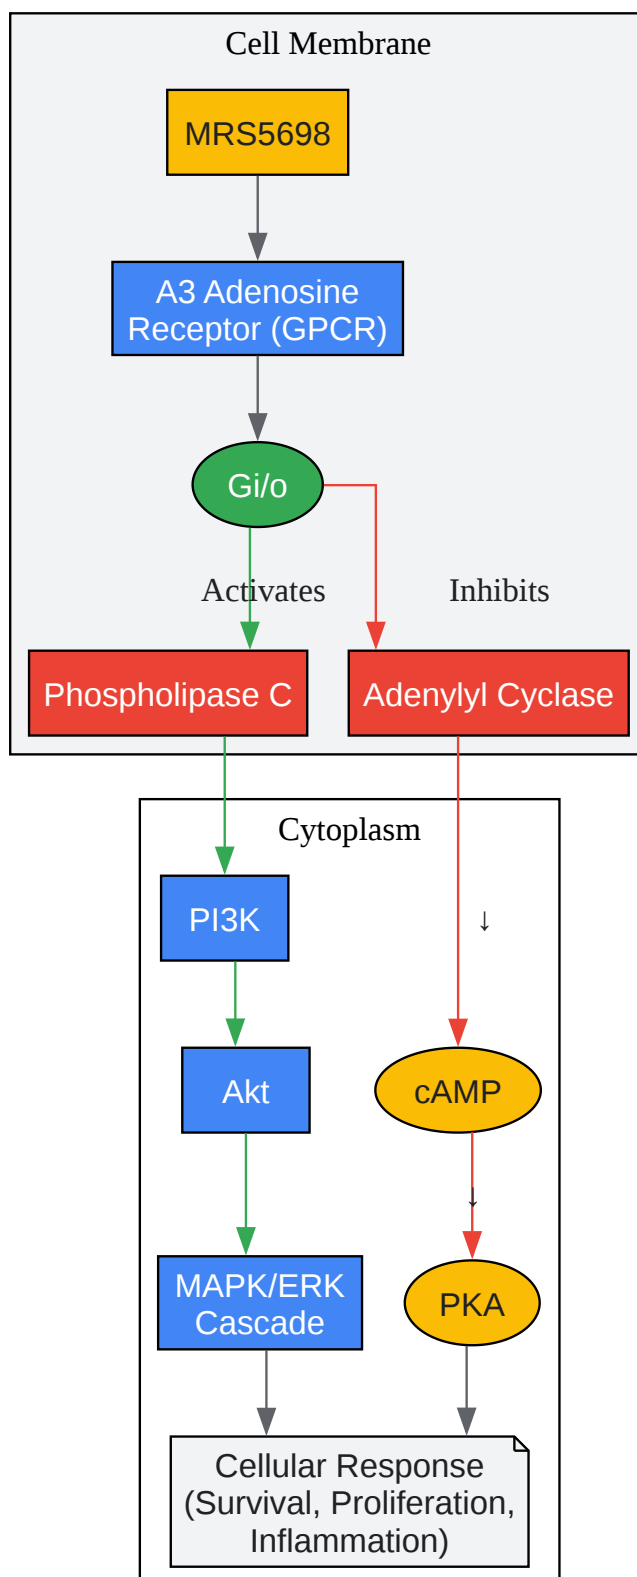 Cell Membrane
MRS5698
A3 Adenosine
Receptor (GPCR)
Gi/o
Activates
Inhibits
Phospholipase C
Adenylyl Cyclase
Cytoplasm
PI3K
↓
Akt
cAMP
↓
MAPK/ERK
Cascade
PKA
Cellular Response
(Survival, Proliferation,
Inflammation)